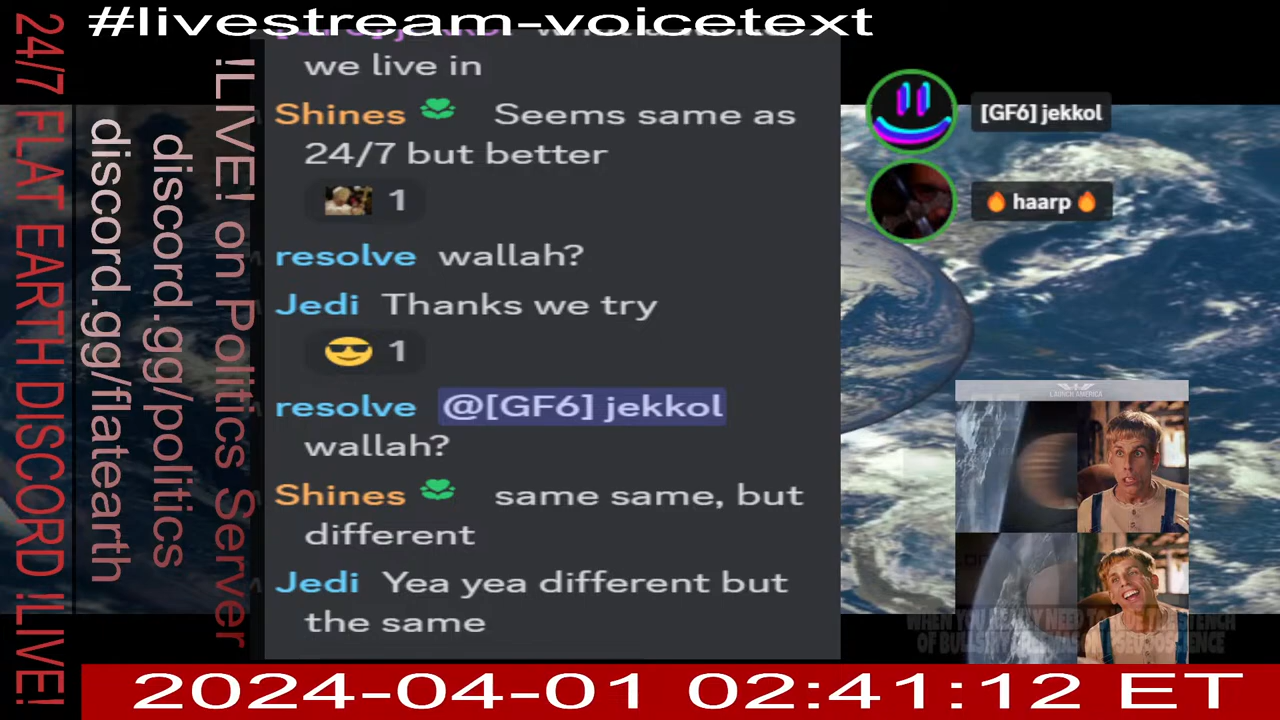 #livestream-voicetext
24/7 FLAT EARTH DISCORD !LIVE!
discord.gg/flatearth
discord.gg/politics
!LIVE! on Politics Server
we live in
Shines Seems same as
24/7 but better
1
resolve wallah?
Jedi Thanks we try
1
resolve @[GF6] jekkol
wallah?
Shines same same, but
different
Jedi Yea yea different but
the same
[GF6] jekkol
haarp
LAUNCH AMERICA
2024-04-01 02:41:12 ET